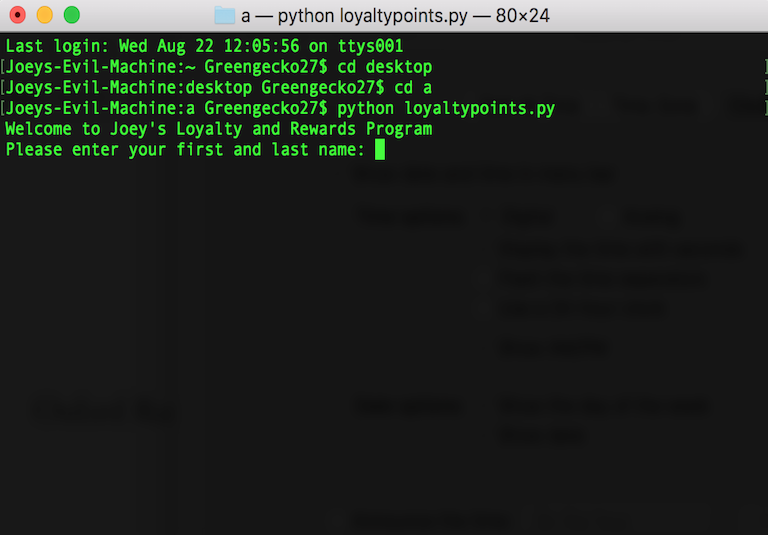 a — python loyaltypoints.py — 80×24
Last login: Wed Aug 22 12:05:56 on ttys001
[Joeys-Evil-Machine:~ Greengecko27$ cd desktop ]
[Joeys-Evil-Machine:desktop Greengecko27$ cd a ]
[Joeys-Evil-Machine:a Greengecko27$ python loyaltypoints.py ]
Welcome to Joey's Loyalty and Rewards Program
Please enter your first and last name: